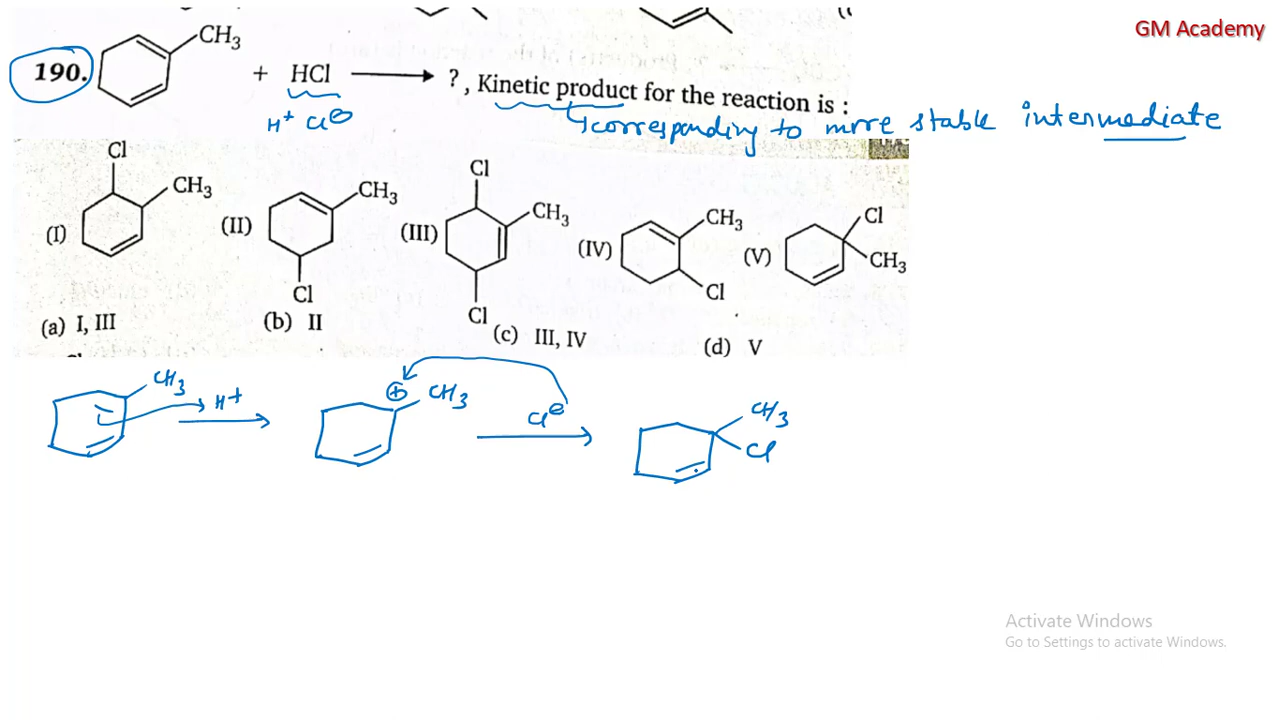 GM Academy
CH3
190. + HCl ⟶ ? , Kinetic product for the reaction is :
H+ Cl⊖ ↳corresponding to more stable intermediate
Cl Cl
CH3 CH3 CH3 CH3 Cl
(I) (II) (III) (IV) (V)
Cl Cl Cl CH3
(a) I, III (b) II (c) III, IV (d) V
CH3 H+ ⊕ CH3 Cl⊖ CH3
Cl
Activate Windows
Go to Settings to activate Windows.